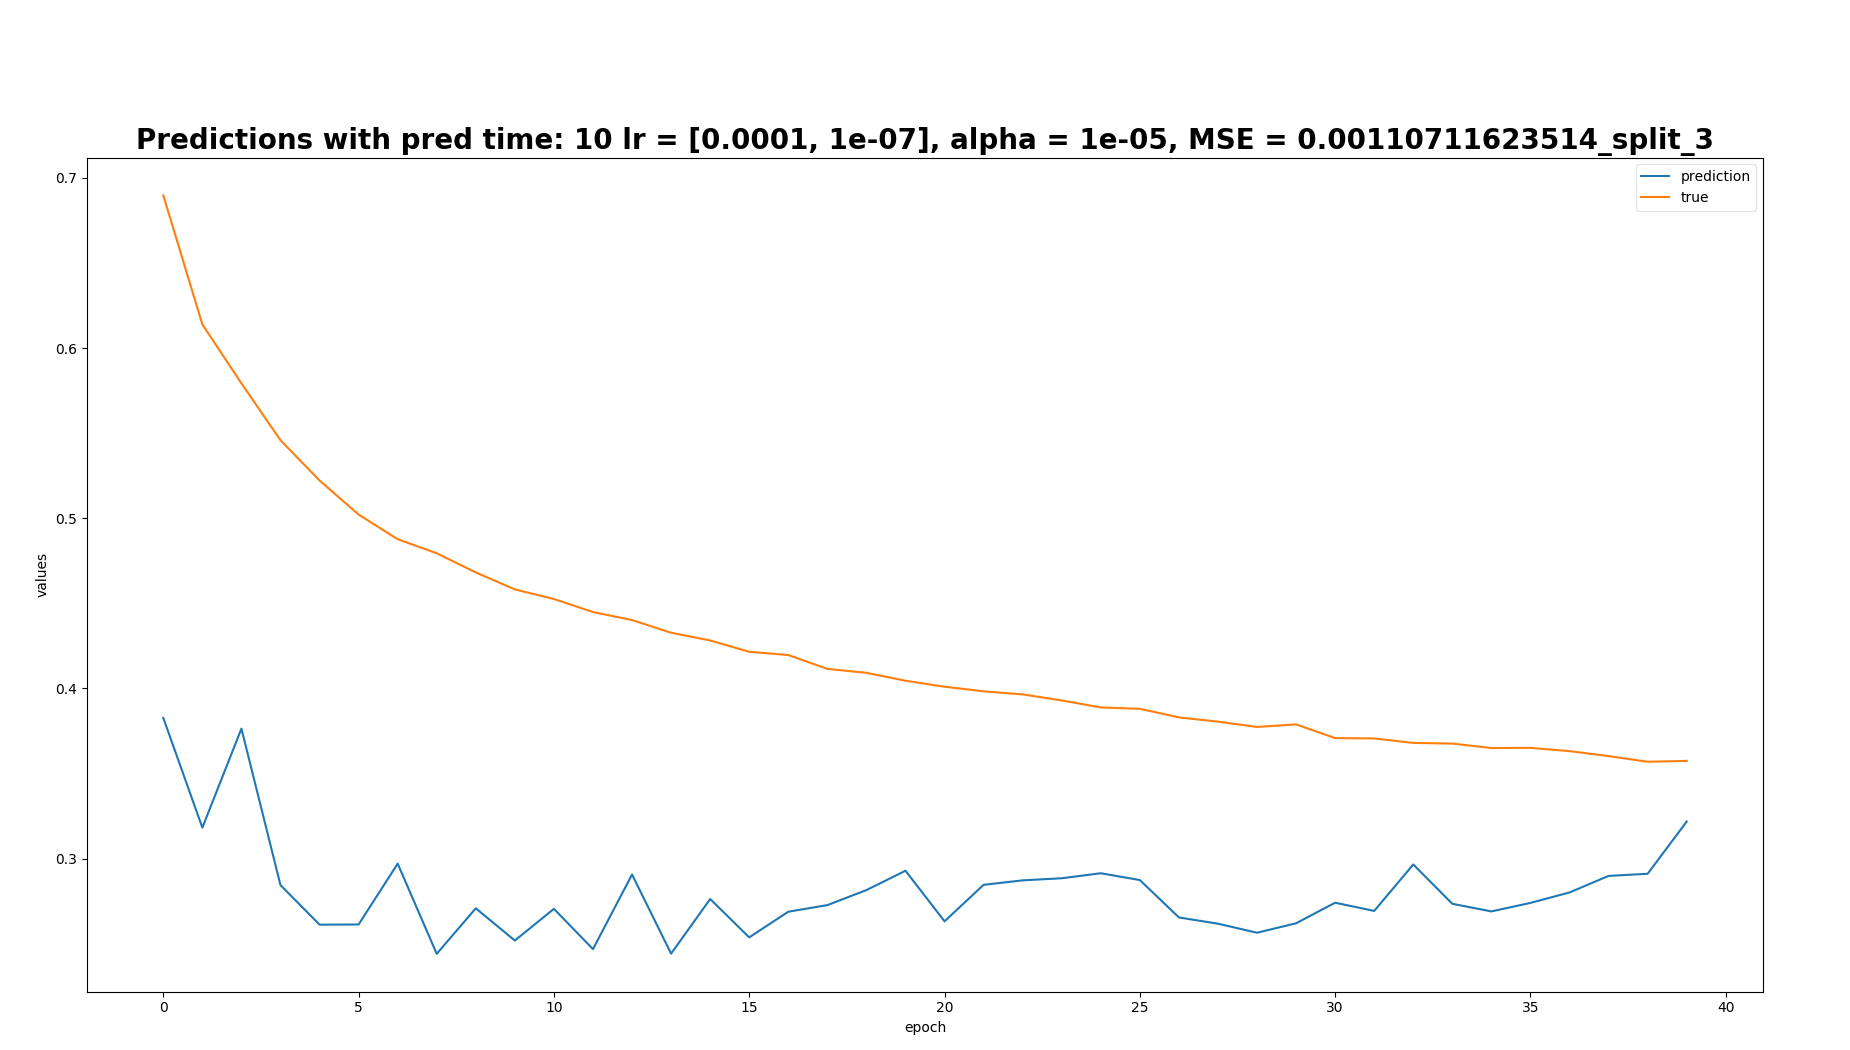 Predictions with pred time: 10 lr = [0.0001, 1e-07], alpha = 1e-05, MSE = 0.00110711623514_split_3
prediction
true
0.7
0.6
0.5
0.4
0.3
values
0 5 10 15 20 25 30 35 40
epoch